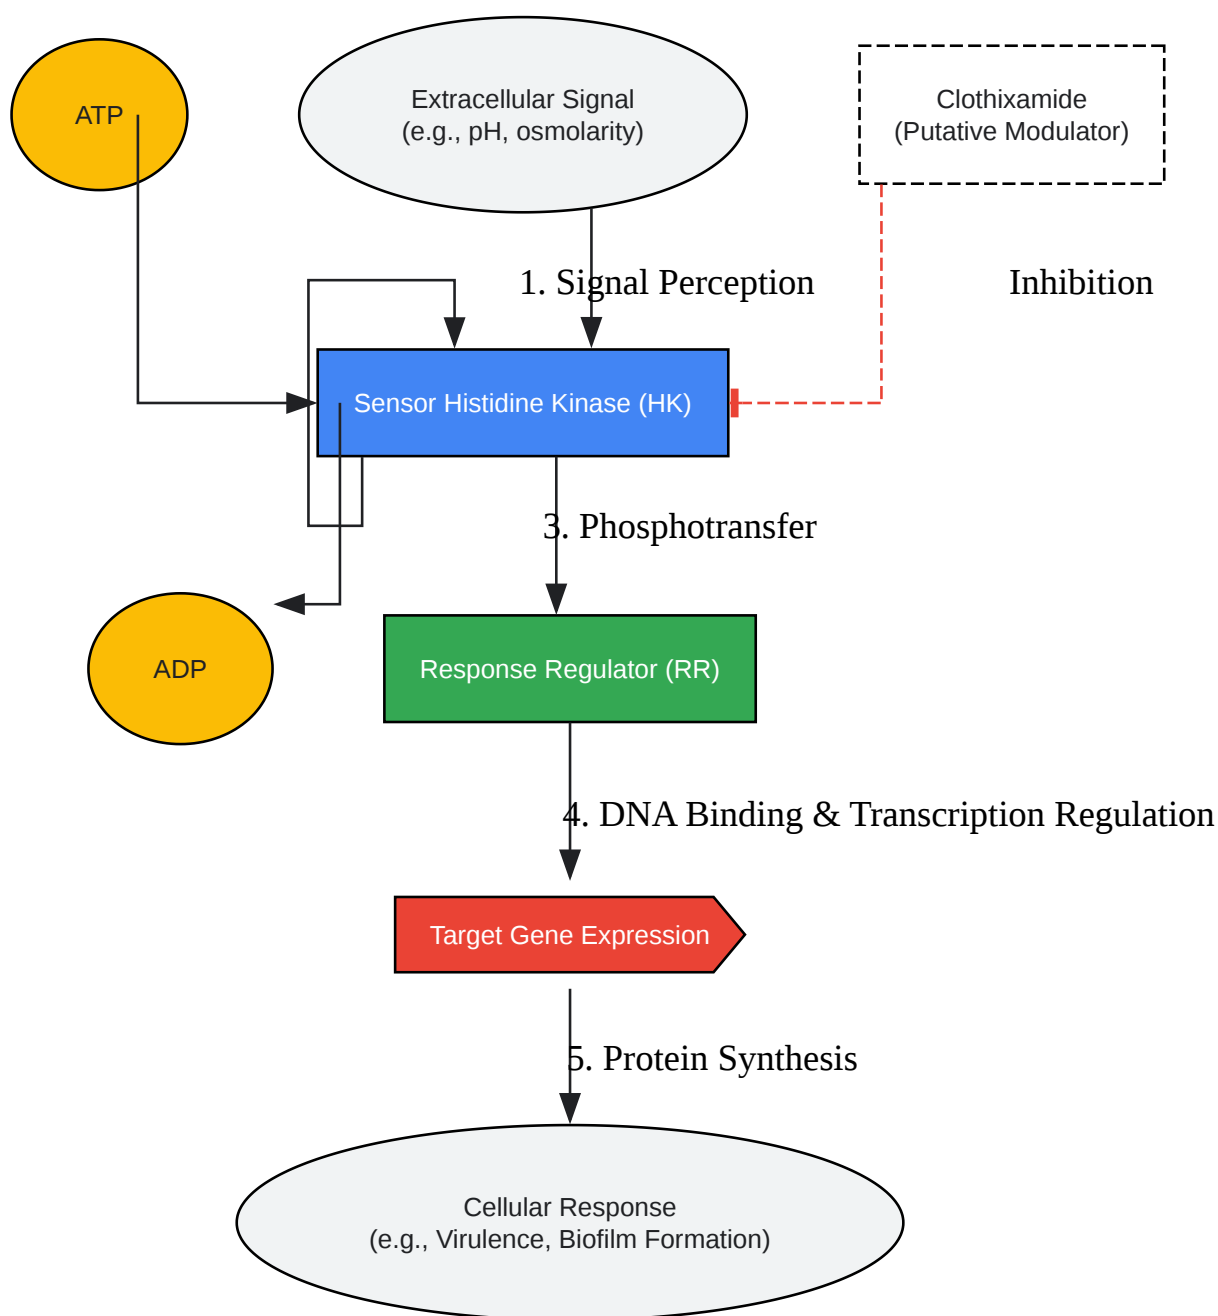 ATP
Extracellular Signal
(e.g., pH, osmolarity)
Clothixamide
(Putative Modulator)
1. Signal Perception
Inhibition
Sensor Histidine Kinase (HK)
3. Phosphotransfer
ADP
Response Regulator (RR)
4. DNA Binding & Transcription Regulation
Target Gene Expression
5. Protein Synthesis
Cellular Response
(e.g., Virulence, Biofilm Formation)